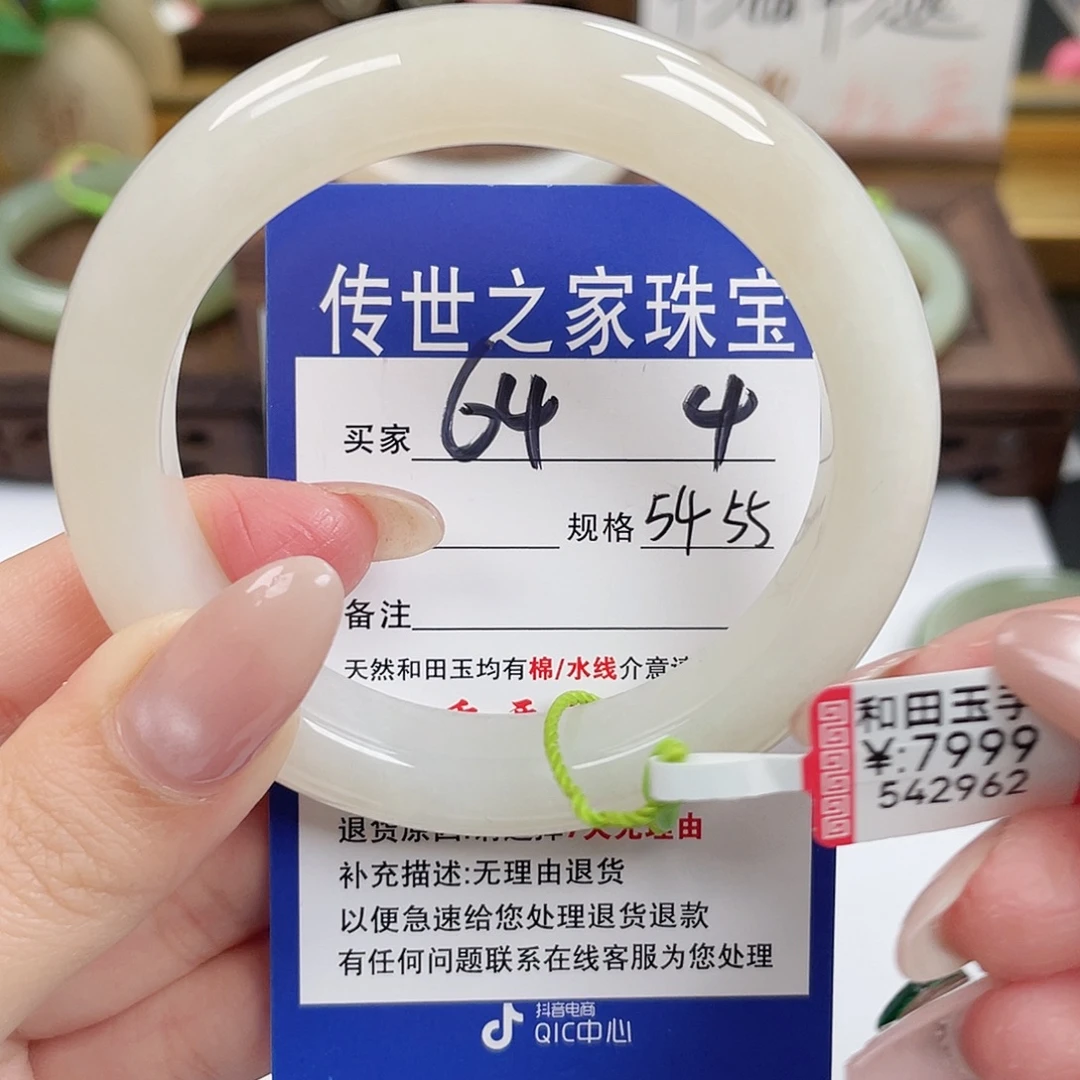 传世之家珠宝
买家 64 4
规格 54 55
备注
天然和田玉均有棉/水线介意
和田玉手
¥:7999
542962
由
补充描述:无理由退货
以便急速给您处理退货退款
有任何问题联系在线客服为您处理
抖音电商
QIC中心